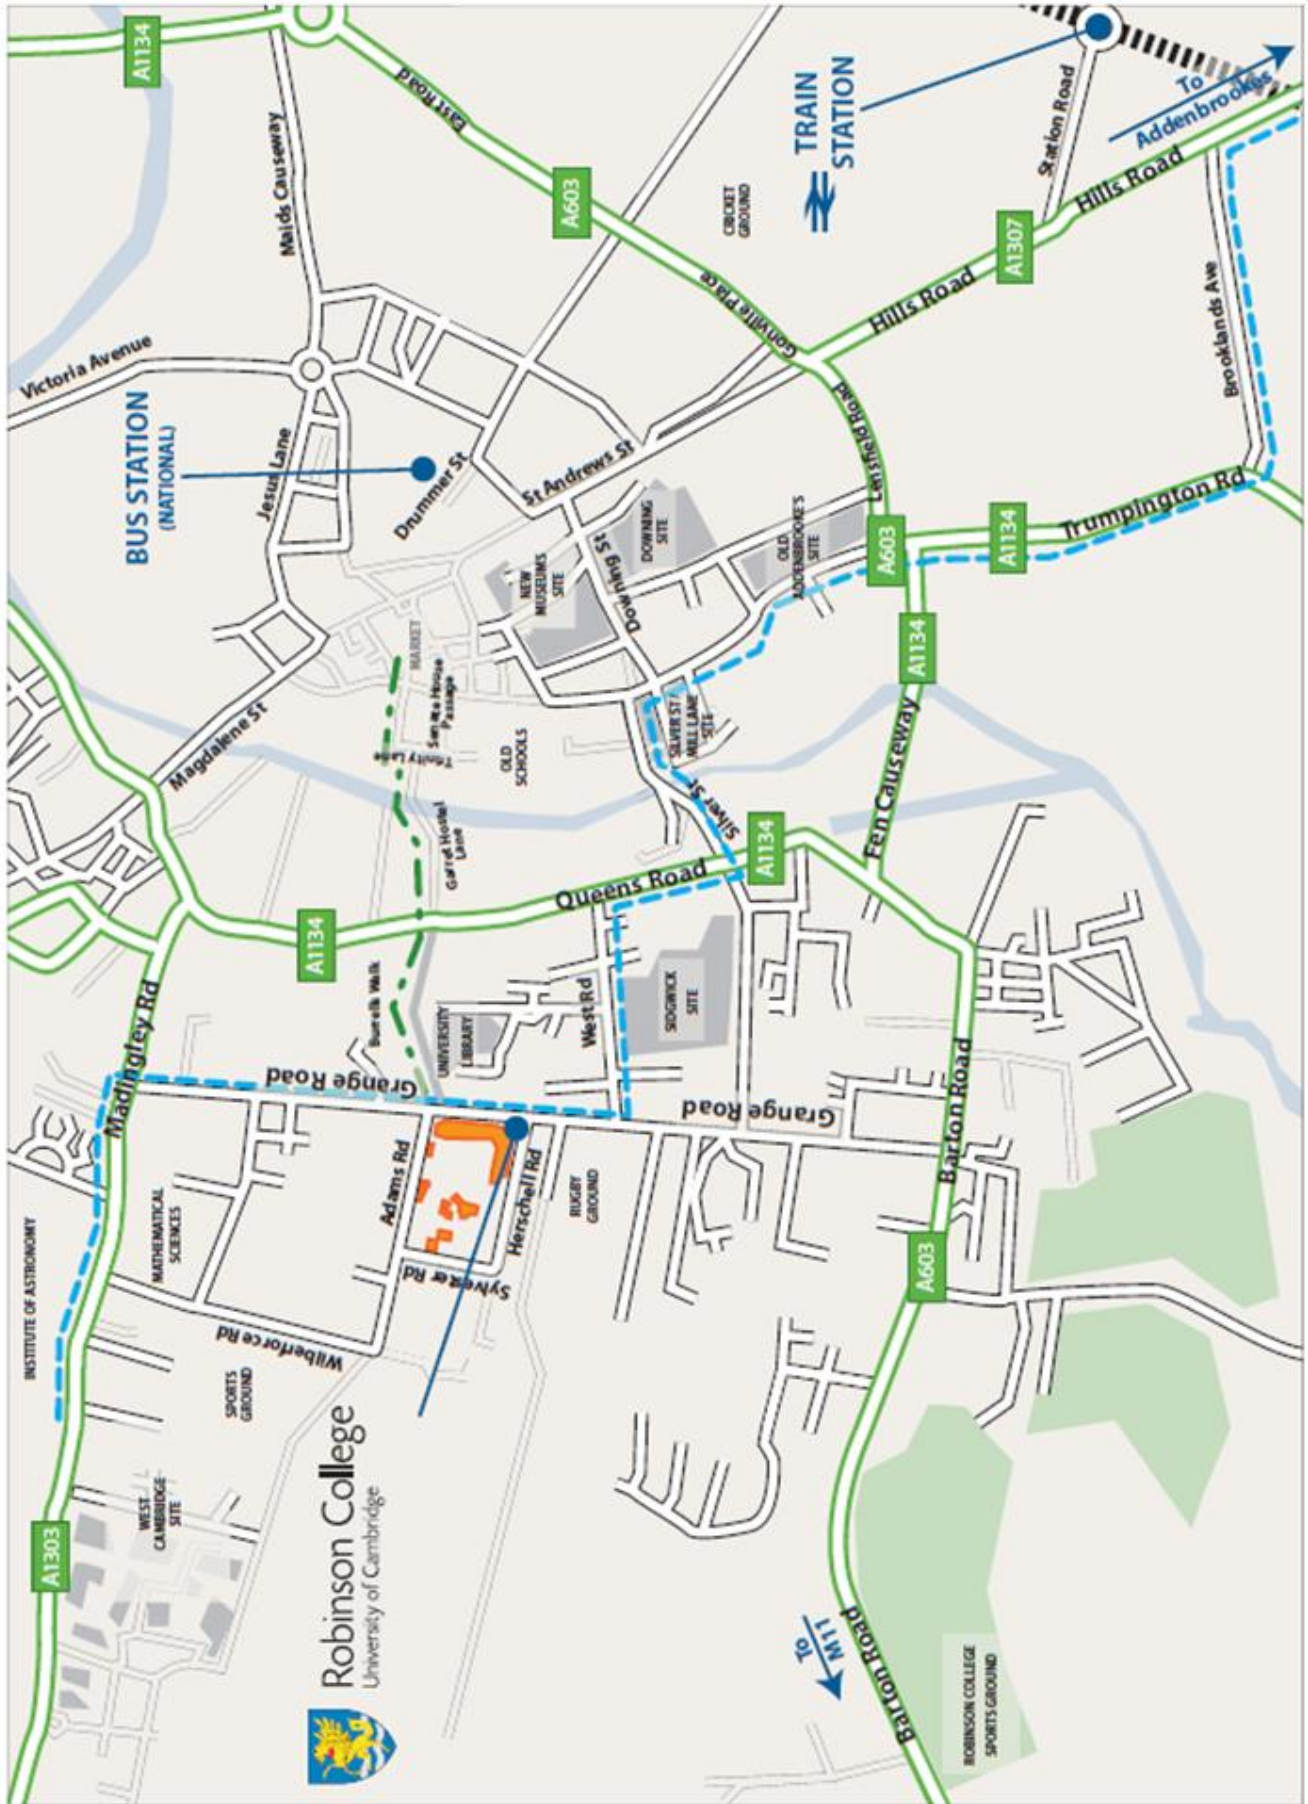 A1134
East Road
Maids Causeway
A603
CRICKET
GROUND
TRAIN
STATION
Station Road
To
Addenbrookes
Hills Road
A1307
Hills Road
Gonville Place
Victoria Avenue
BUS STATION
(NATIONAL)
Jesus Lane
Drummer St
St Andrews St
Lensfield Road
Brooklands Ave
Trumpington Rd
A1134
A603
OLD
ADDENBROOKE'S
SITE
DOWNING
SITE
Downing St
NEW
MUSEUMS
SITE
MARKET
Senate House
Passage
Trinity Lane
OLD
SCHOOLS
SILVER ST /
MILL LANE
SITE
Silver St
A1134
Fen Causeway
A1134
Magdalene St
Garret Hostel
Lane
Queens Road
A1134
Burrells Walk
UNIVERSITY
LIBRARY
West Rd
SIDGWICK
SITE
Madingley Rd
Grange Road
Grange Road
Barton Road
Adams Rd
Herschell Rd
Sylvester Rd
RUGBY
GROUND
A603
MATHEMATICAL
SCIENCES
INSTITUTE OF ASTRONOMY
Wilberforce Rd
SPORTS
GROUND
WEST
CAMBRIDGE
SITE
A1303
Robinson College
University of Cambridge
To
M11
Barton Road
ROBINSON COLLEGE
SPORTS GROUND